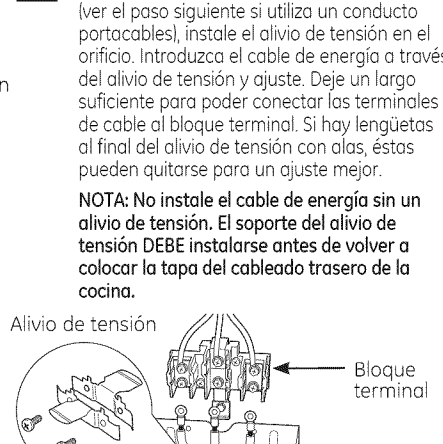 (ver el paso siguiente si utiliza un conducto
portacables), instale el alivio de tensión en el
orificio. Introduzca el cable de energía a través
n
del alivio de tensión y ajuste. Deje un largo
suficiente para poder conectar las terminales
de cable al bloque terminal. Si hay lengüetas
al final del alivio de tensión con alas, éstas
pueden quitarse para un ajuste mejor.
NOTA: No instale el cable de energía sin un
alivio de tensión. El soporte del alivio de
tensión DEBE instalarse antes de volver a
colocar la tapa del cableado trasero de la
cocina.
Alivio de tensión
Bloque
terminal